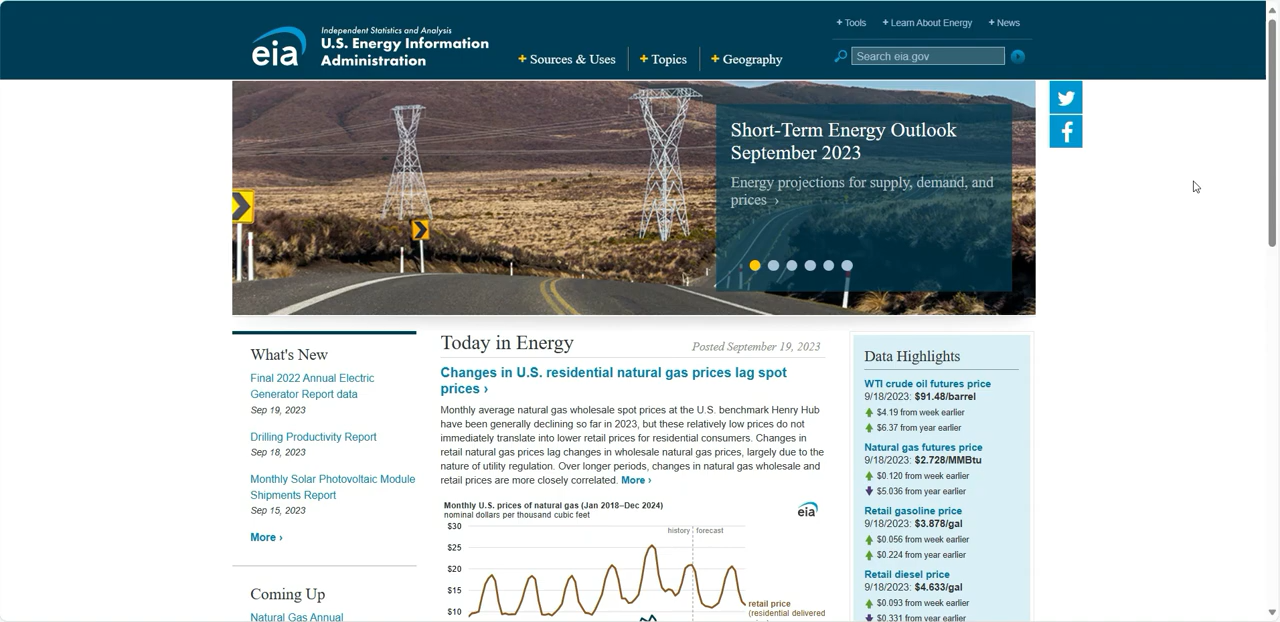 + Tools + Learn About Energy + News
Independent Statistics and Analysis
U.S. Energy Information
Administration
eia
+ Sources & Uses + Topics + Geography
Search eia.gov
Short-Term Energy Outlook
September 2023
Energy projections for supply, demand, and
prices ›
What's New
Final 2022 Annual Electric
Generator Report data
Sep 19, 2023
Drilling Productivity Report
Sep 18, 2023
Monthly Solar Photovoltaic Module
Shipments Report
Sep 15, 2023
More ›
Coming Up
Natural Gas Annual
Today in Energy
Posted September 19, 2023
Changes in U.S. residential natural gas prices lag spot
prices ›
Monthly average natural gas wholesale spot prices at the U.S. benchmark Henry Hub
have been generally declining so far in 2023, but these relatively low prices do not
immediately translate into lower retail prices for residential consumers. Changes in
retail natural gas prices lag changes in wholesale natural gas prices, largely due to the
nature of utility regulation. Over longer periods, changes in natural gas wholesale and
retail prices are more closely correlated. More ›
Monthly U.S. prices of natural gas (Jan 2018–Dec 2024)
nominal dollars per thousand cubic feet
eia
$30
history forecast
$25
$20
$15
$10
retail price
(residential delivered
Data Highlights
WTI crude oil futures price
9/18/2023: $91.48/barrel
$4.19 from week earlier
$6.37 from year earlier
Natural gas futures price
9/18/2023: $2.728/MMBtu
$0.120 from week earlier
$5.036 from year earlier
Retail gasoline price
9/18/2023: $3.878/gal
$0.056 from week earlier
$0.224 from year earlier
Retail diesel price
9/18/2023: $4.633/gal
$0.093 from week earlier
$0.331 from year earlier